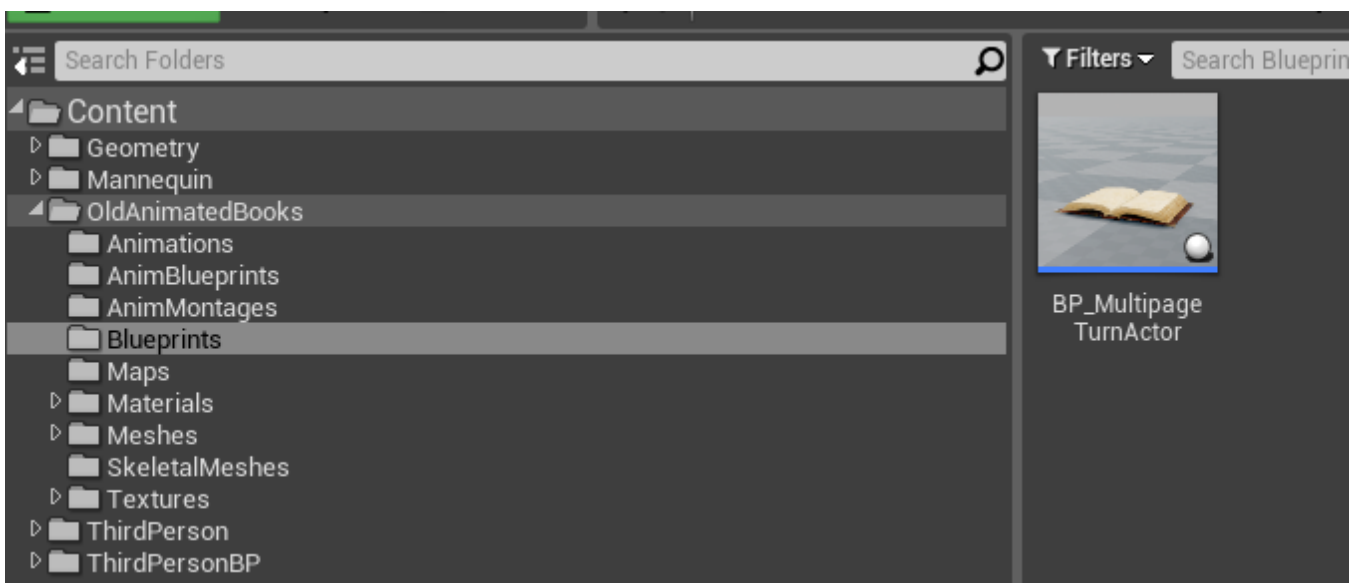 Search Folders
Filters
Search Blueprin
Content
Geometry
Mannequin
OldAnimatedBooks
Animations
AnimBlueprints
AnimMontages
Blueprints
Maps
Materials
Meshes
SkeletalMeshes
Textures
ThirdPerson
ThirdPersonBP
BP_Multipage
TurnActor